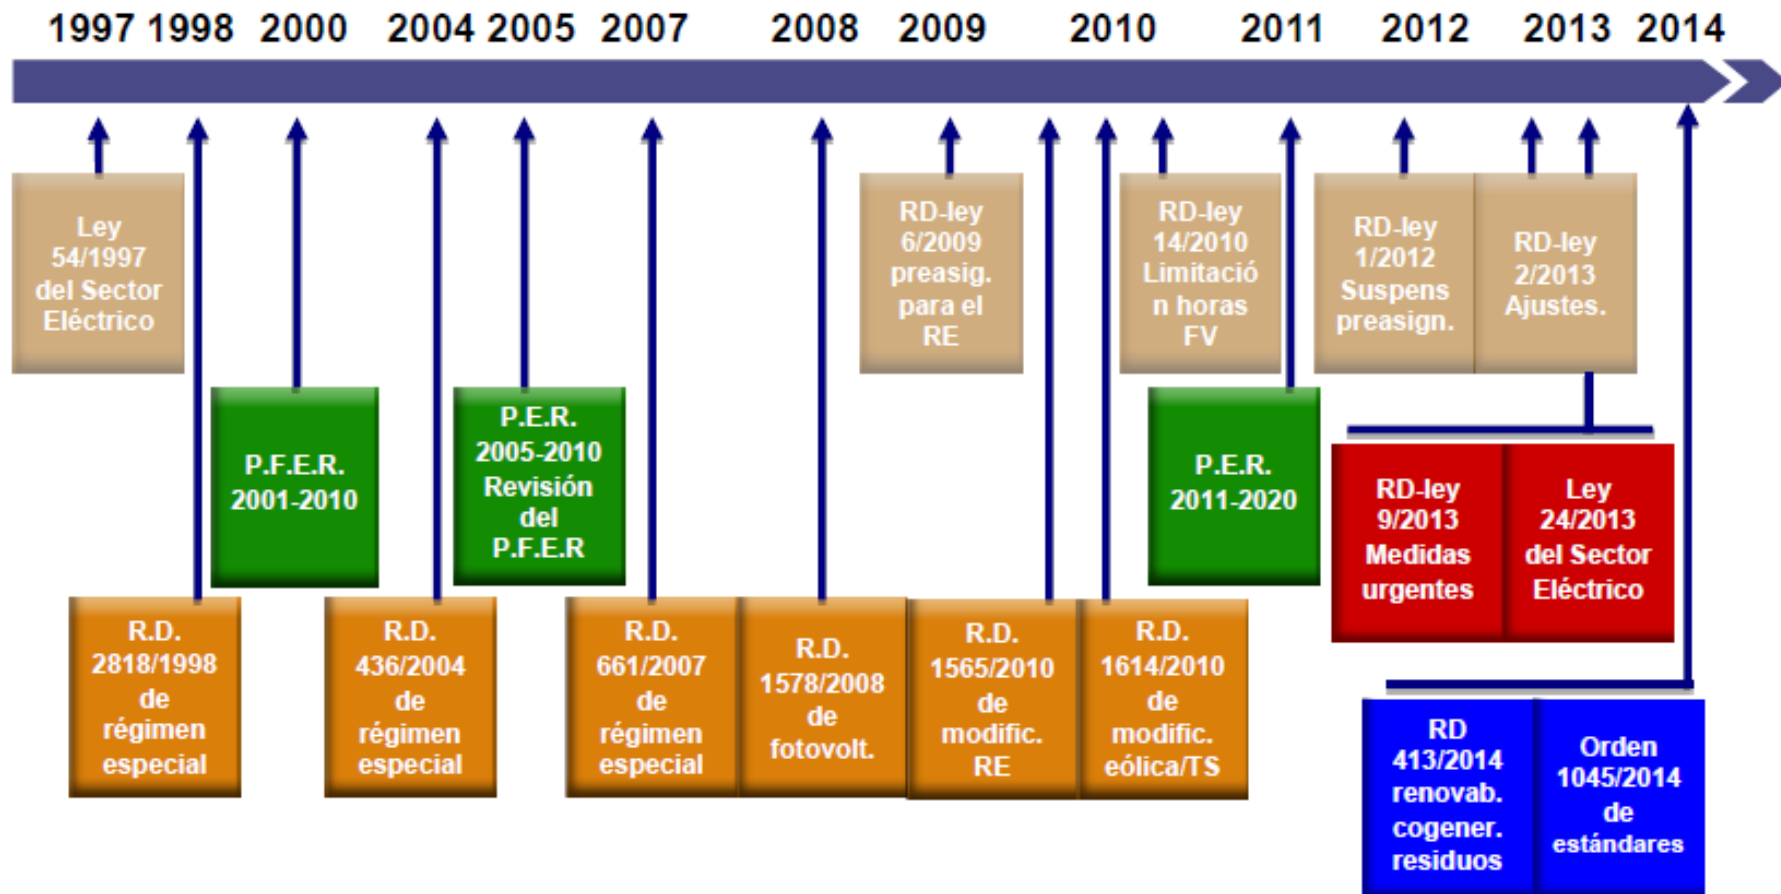 1997 1998 2000 2004 2005 2007 2008 2009 2010 2011 2012 2013 2014
Ley
54/1997
del Sector
Eléctrico
RD-ley
6/2009
preasig.
para el
RE
RD-ley
14/2010
Limitació
n horas
FV
RD-ley
1/2012
Suspens
preasign.
RD-ley
2/2013
Ajustes.
P.F.E.R.
2001-2010
P.E.R.
2005-2010
Revisión
del
P.F.E.R
P.E.R.
2011-2020
RD-ley
9/2013
Medidas
urgentes
Ley
24/2013
del Sector
Eléctrico
R.D.
2818/1998
de
régimen
especial
R.D.
436/2004
de
régimen
especial
R.D.
661/2007
de
régimen
especial
R.D.
1578/2008
de
fotovolt.
R.D.
1565/2010
de
modific.
RE
R.D.
1614/2010
de
modific.
eólica/TS
RD
413/2014
renovab.
cogener.
residuos
Orden
1045/2014
de
estándares